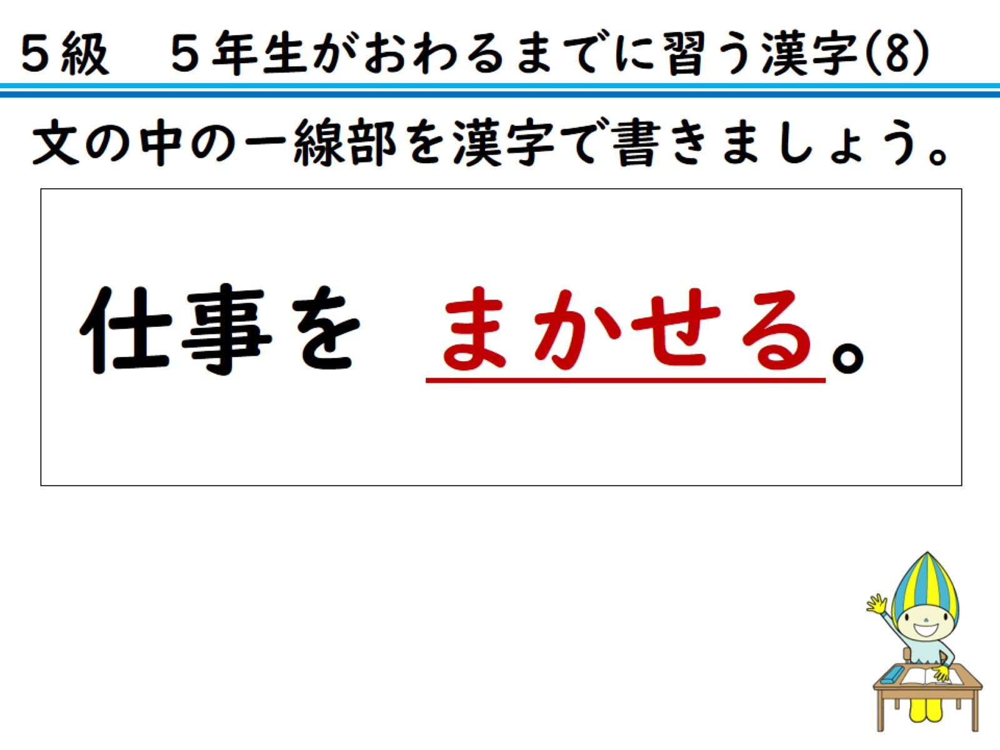 ５級　５年生がおわるまでに習う漢字(8)
文の中の一線部を漢字で書きましょう。
仕事を　まかせる。